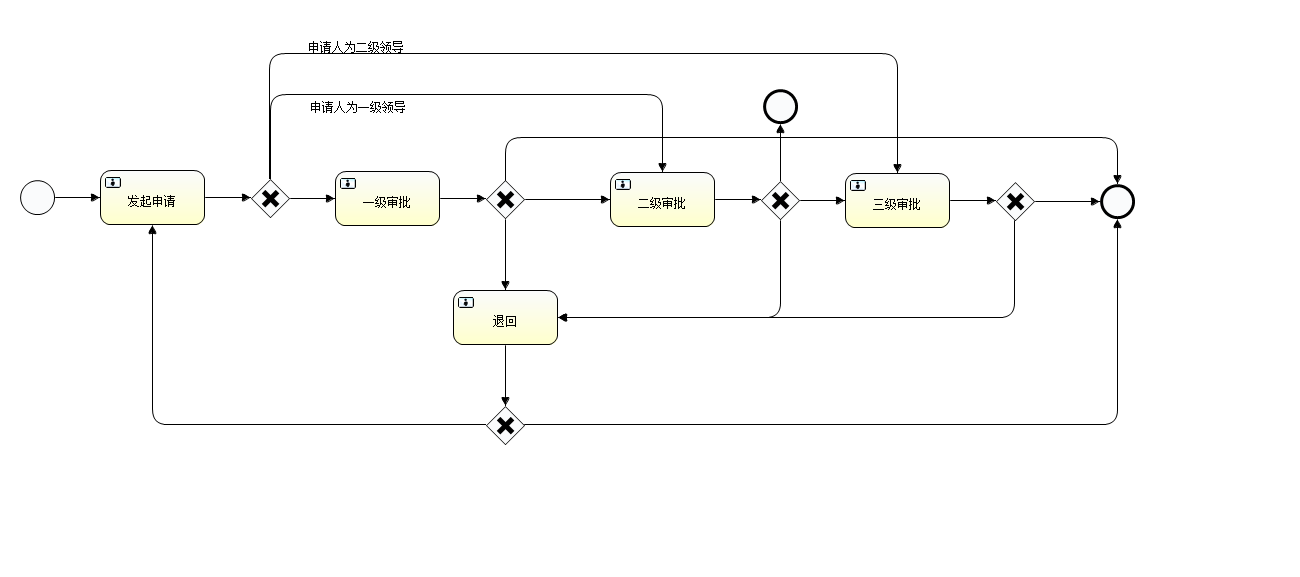 申请人为二级领导
申请人为一级领导
发起申请
一级审批
二级审批
三级审批
退回